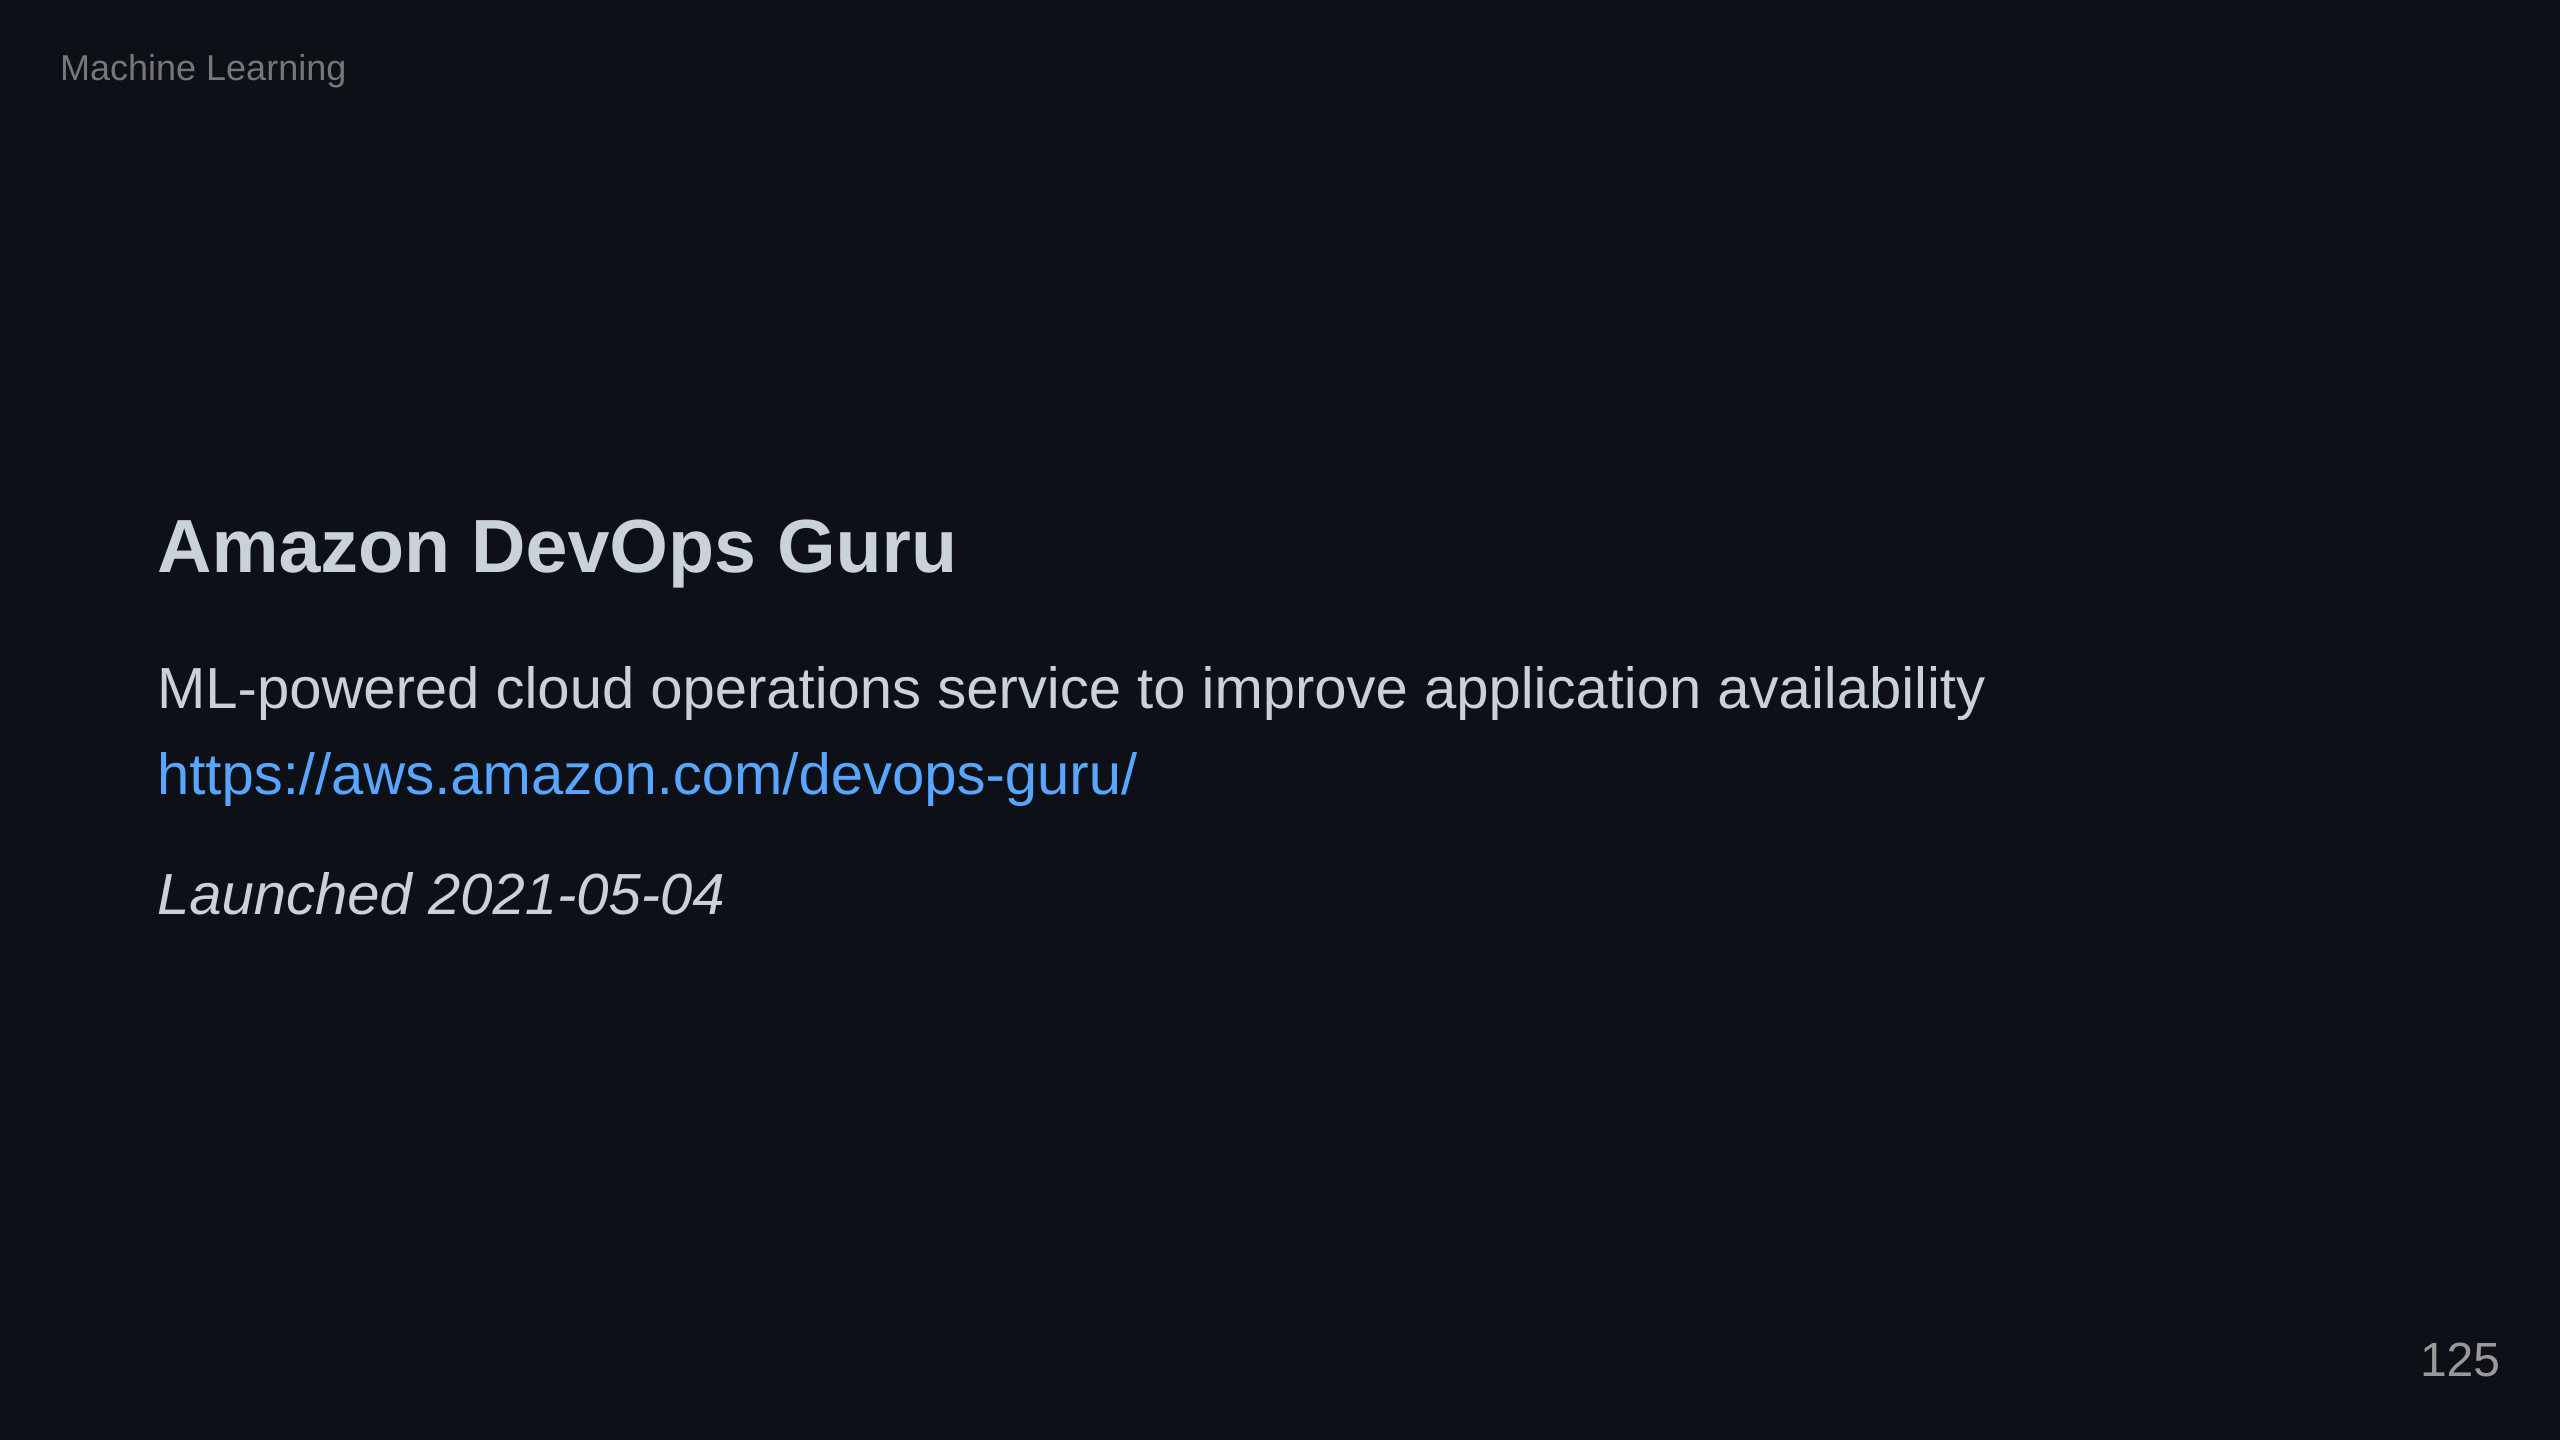 Machine Learning
Amazon DevOps Guru
ML-powered cloud operations service to improve application availability
https://aws.amazon.com/devops-guru/
Launched 2021-05-04
125